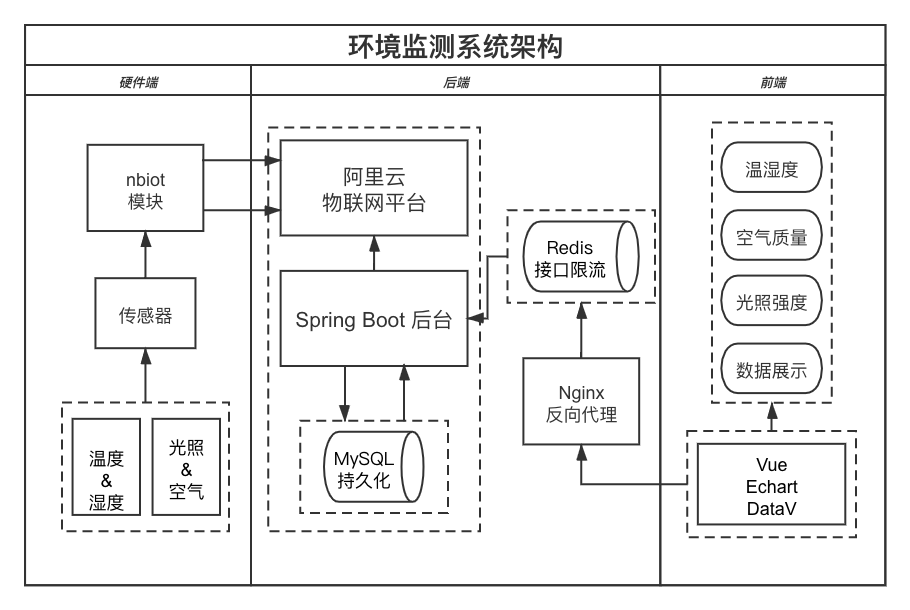 环境监测系统架构
硬件端
后端
前端
nbiot
模块
传感器
温度
&
湿度
光照
&
空气
阿里云
物联网平台
Spring Boot 后台
MySQL
持久化
Redis
接口限流
Nginx
反向代理
温湿度
空气质量
光照强度
数据展示
Vue
Echart
DataV